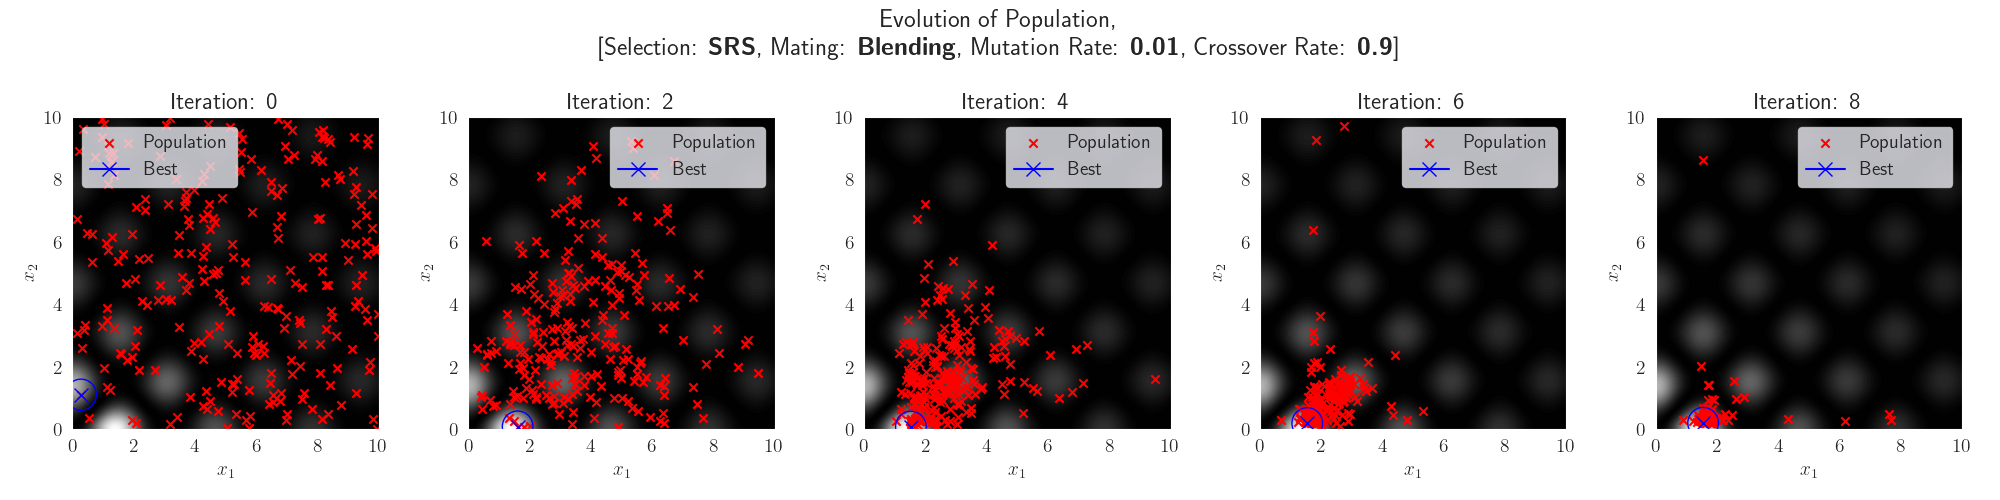 Evolution of Population,
[Selection: SRS, Mating: Blending, Mutation Rate: 0.01, Crossover Rate: 0.9]
Iteration: 0
10
8
6
4
2
0
x2
Population
Best
0 2 4 6 8 10
x1
Iteration: 2
10
8
6
4
2
0
x2
Population
Best
0 2 4 6 8 10
x1
Iteration: 4
10
8
6
4
2
0
x2
Population
Best
0 2 4 6 8 10
x1
Iteration: 6
10
8
6
4
2
0
x2
Population
Best
0 2 4 6 8 10
x1
Iteration: 8
10
8
6
4
2
0
x2
Population
Best
0 2 4 6 8 10
x1